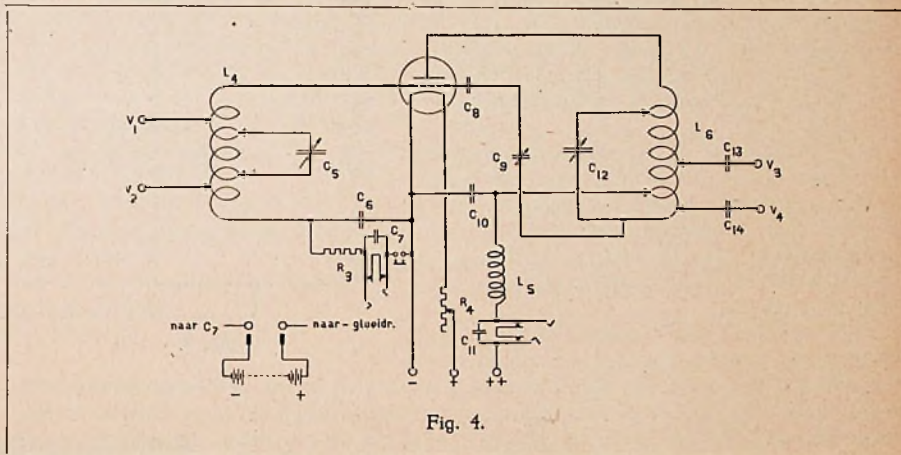 L4
V1
V2
C5
C6
C7
R3
C8
C9
C10
C12
L6
C13
V3
V4
C14
R4
L5
C11
- + ++
naar C7
naar - gloeidr.
- +
Fig. 4.